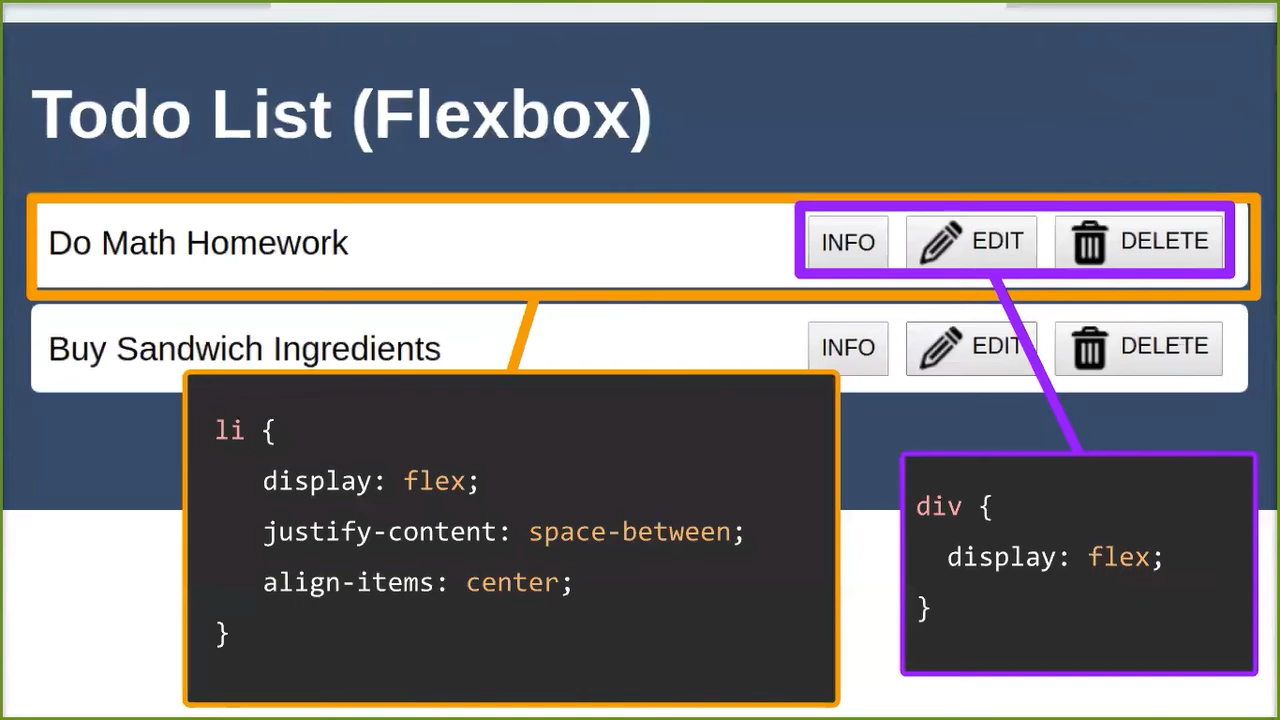 Todo List (Flexbox)
Do Math Homework INFO EDIT DELETE
Buy Sandwich Ingredients INFO EDIT DELETE
li {
display: flex;
justify-content: space-between;
align-items: center;
}
div {
display: flex;
}